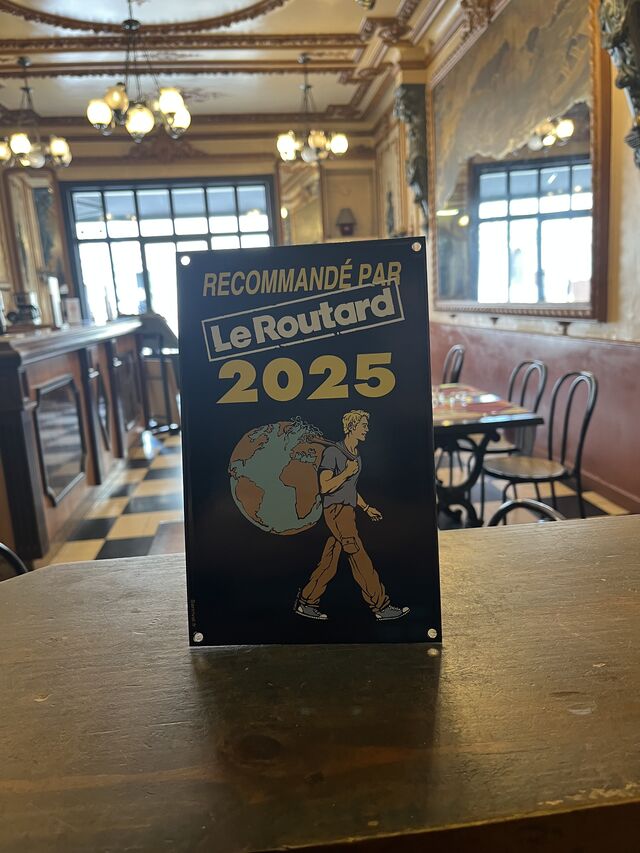 RECOMMANDÉ PAR
Le Routard
2025